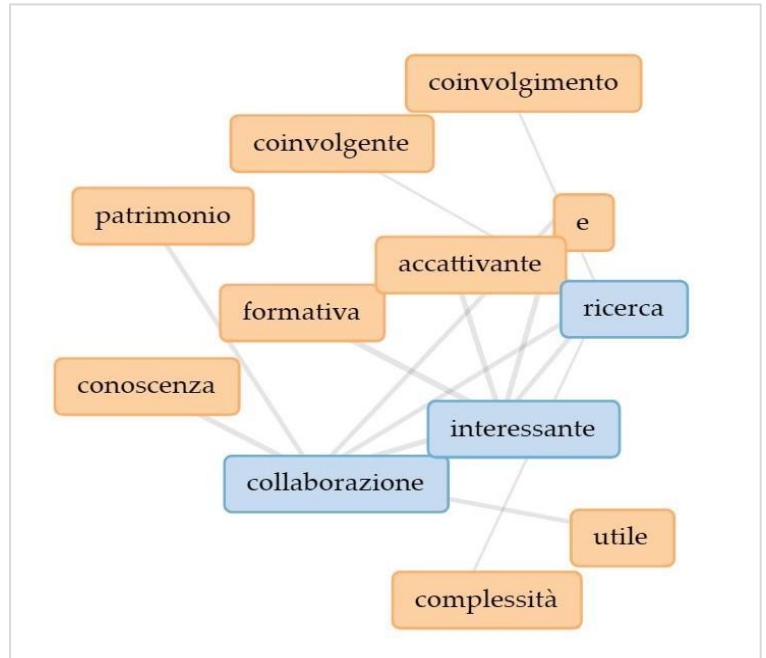 coinvolgimento
coinvolgente
patrimonio
e
accattivante
formativa
ricerca
conoscenza
interessante
collaborazione
utile
complessità